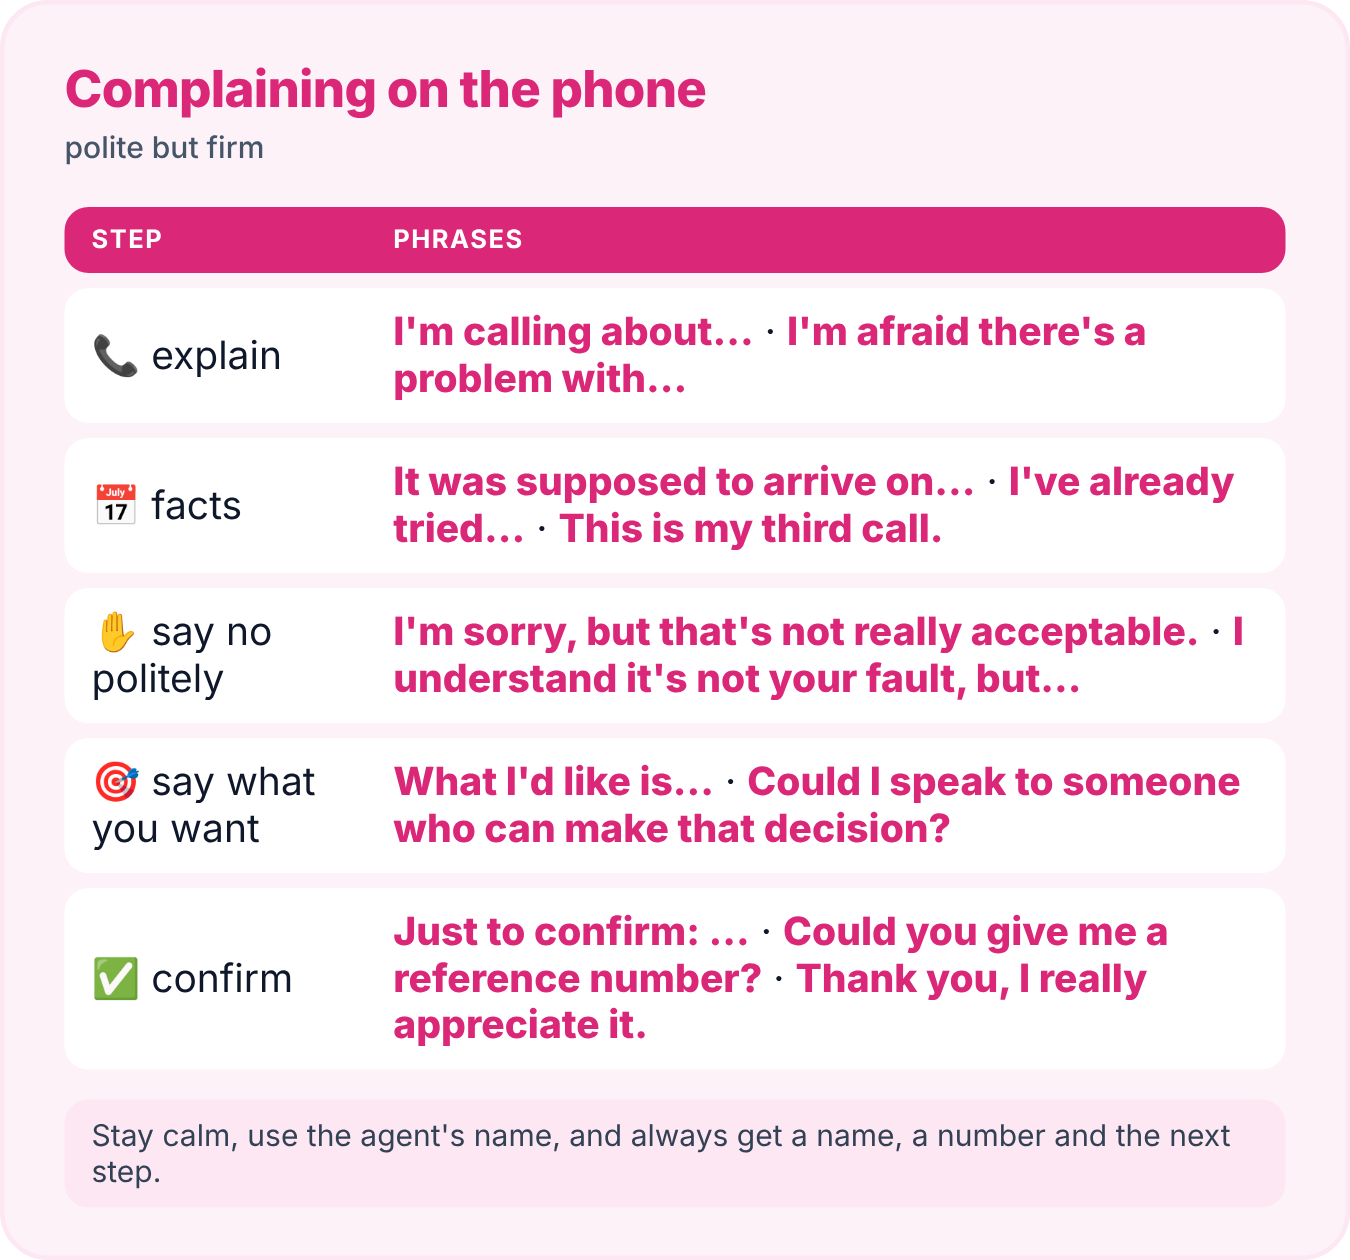 Complaining on the phone
polite but firm
STEP PHRASES
📞 explain
I'm calling about... · I'm afraid there's a
problem with...
📅 facts
It was supposed to arrive on... · I've already
tried... · This is my third call.
✋ say no
politely
I'm sorry, but that's not really acceptable. · I
understand it's not your fault, but...
🎯 say what
you want
What I'd like is... · Could I speak to someone
who can make that decision?
✅ confirm
Just to confirm: ... · Could you give me a
reference number? · Thank you, I really
appreciate it.
Stay calm, use the agent's name, and always get a name, a number and the next
step.